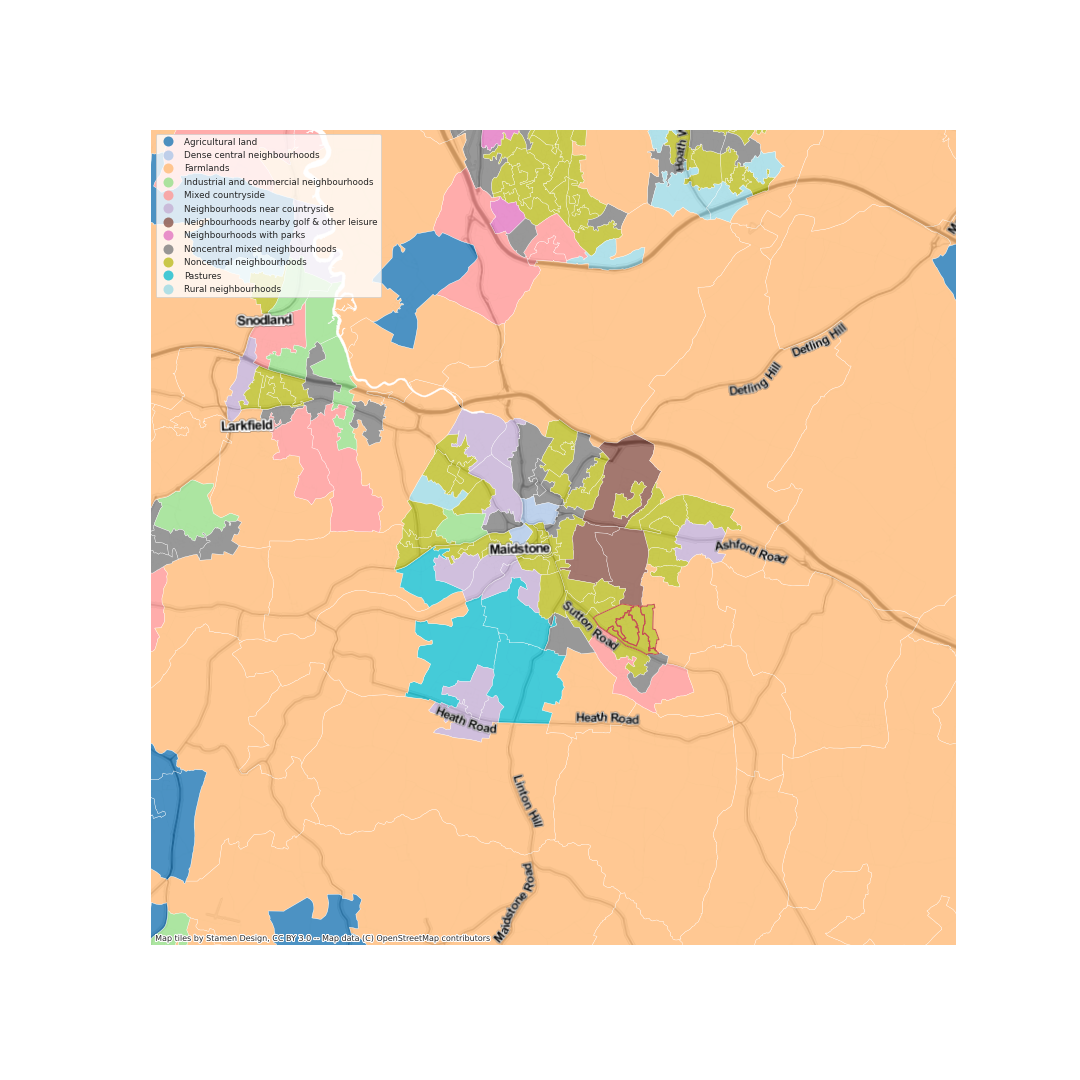 Agricultural land
Dense central neighbourhoods
Farmlands
Industrial and commercial neighbourhoods
Mixed countryside
Neighbourhoods near countryside
Neighbourhoods nearby golf & other leisure
Neighbourhoods with parks
Noncentral mixed neighbourhoods
Noncentral neighbourhoods
Pastures
Rural neighbourhoods
Hoath
Snodland
Detling Hill
Detling Hill
Larkfield
Maidstone
Ashford Road
Sutton Road
Heath Road
Heath Road
Linton Hill
Maidstone Road
Map tiles by Stamen Design, CC BY 3.0 -- Map data (C) OpenStreetMap contributors